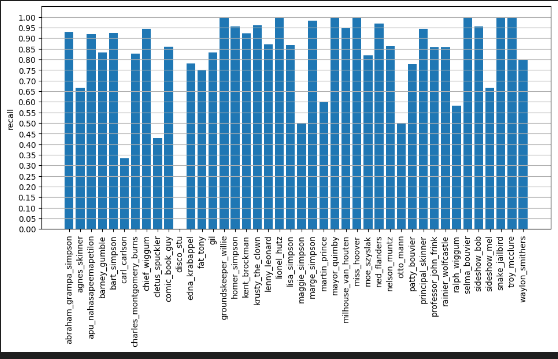 1.00
0.95
0.90
0.85
0.80
0.75
0.70
0.65
0.60
0.55
0.50
0.45
0.40
0.35
0.30
0.25
0.20
0.15
0.10
0.05
0.00
recall
abraham_grampa_simpson
agnes_skinner
apu_nahasapeemapetilon
barney_gumble
bart_simpson
carl_carlson
charles_montgomery_burns
chief_wiggum
cletus_spuckler
comic_book_guy
disco_stu
edna_krabappel
fat_tony
gil
groundskeeper_willie
homer_simpson
kent_brockman
krusty_the_clown
lenny_leonard
lionel_hutz
lisa_simpson
maggie_simpson
marge_simpson
martin_prince
mayor_quimby
milhouse_van_houten
miss_hoover
moe_szyslak
ned_flanders
nelson_muntz
otto_mann
patty_bouvier
principal_skinner
professor_john_frink
rainier_wolfcastle
ralph_wiggum
selma_bouvier
sideshow_bob
sideshow_mel
snake_jailbird
troy_mcclure
waylon_smithers